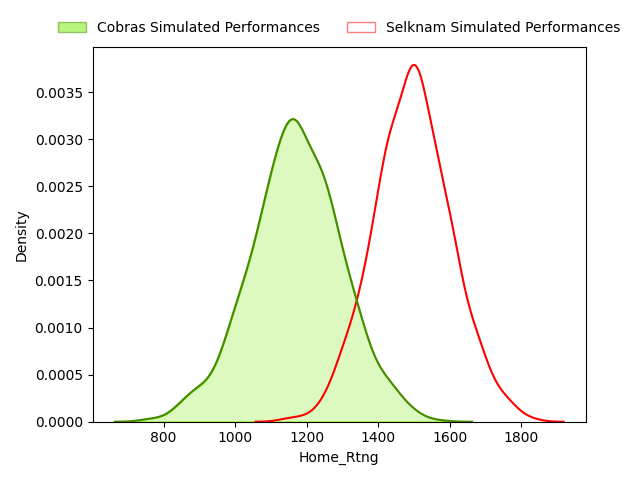 Cobras Simulated Performances Selknam Simulated Performances
0.0035
0.0030
0.0025
0.0020
0.0015
0.0010
0.0005
0.0000
Density
800 1000 1200 1400 1600 1800
Home_Rtng